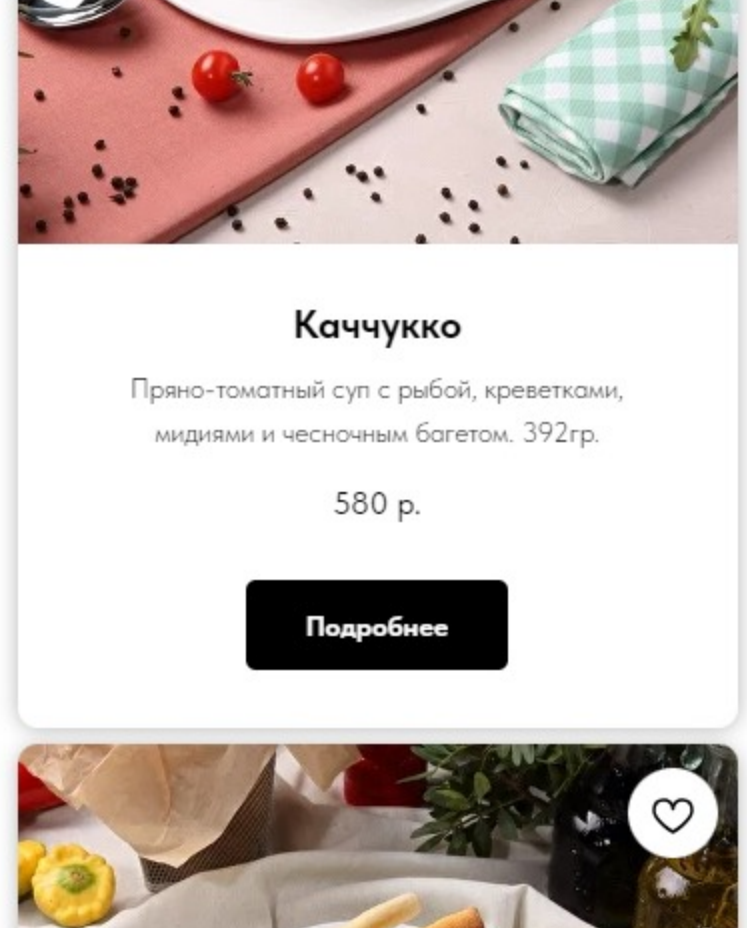 Каччукко
Пряно-томатный суп с рыбой, креветками,
мидиями и чесночным багетом. 392гр.
580 р.
Подробнее